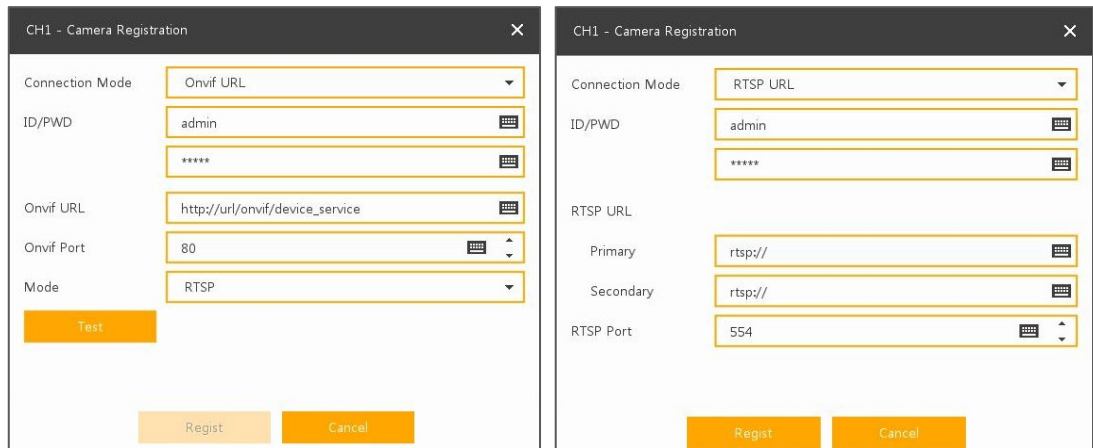 CH1 - Camera Registration
Connection Mode Onvif URL
ID/PWD admin
*****
Onvif URL http://url/onvif/device_service
Onvif Port 80
Mode RTSP
Test
Regist Cancel
CH1 - Camera Registration
Connection Mode RTSP URL
ID/PWD admin
*****
RTSP URL
Primary rtsp://
Secondary rtsp://
RTSP Port 554
Regist Cancel